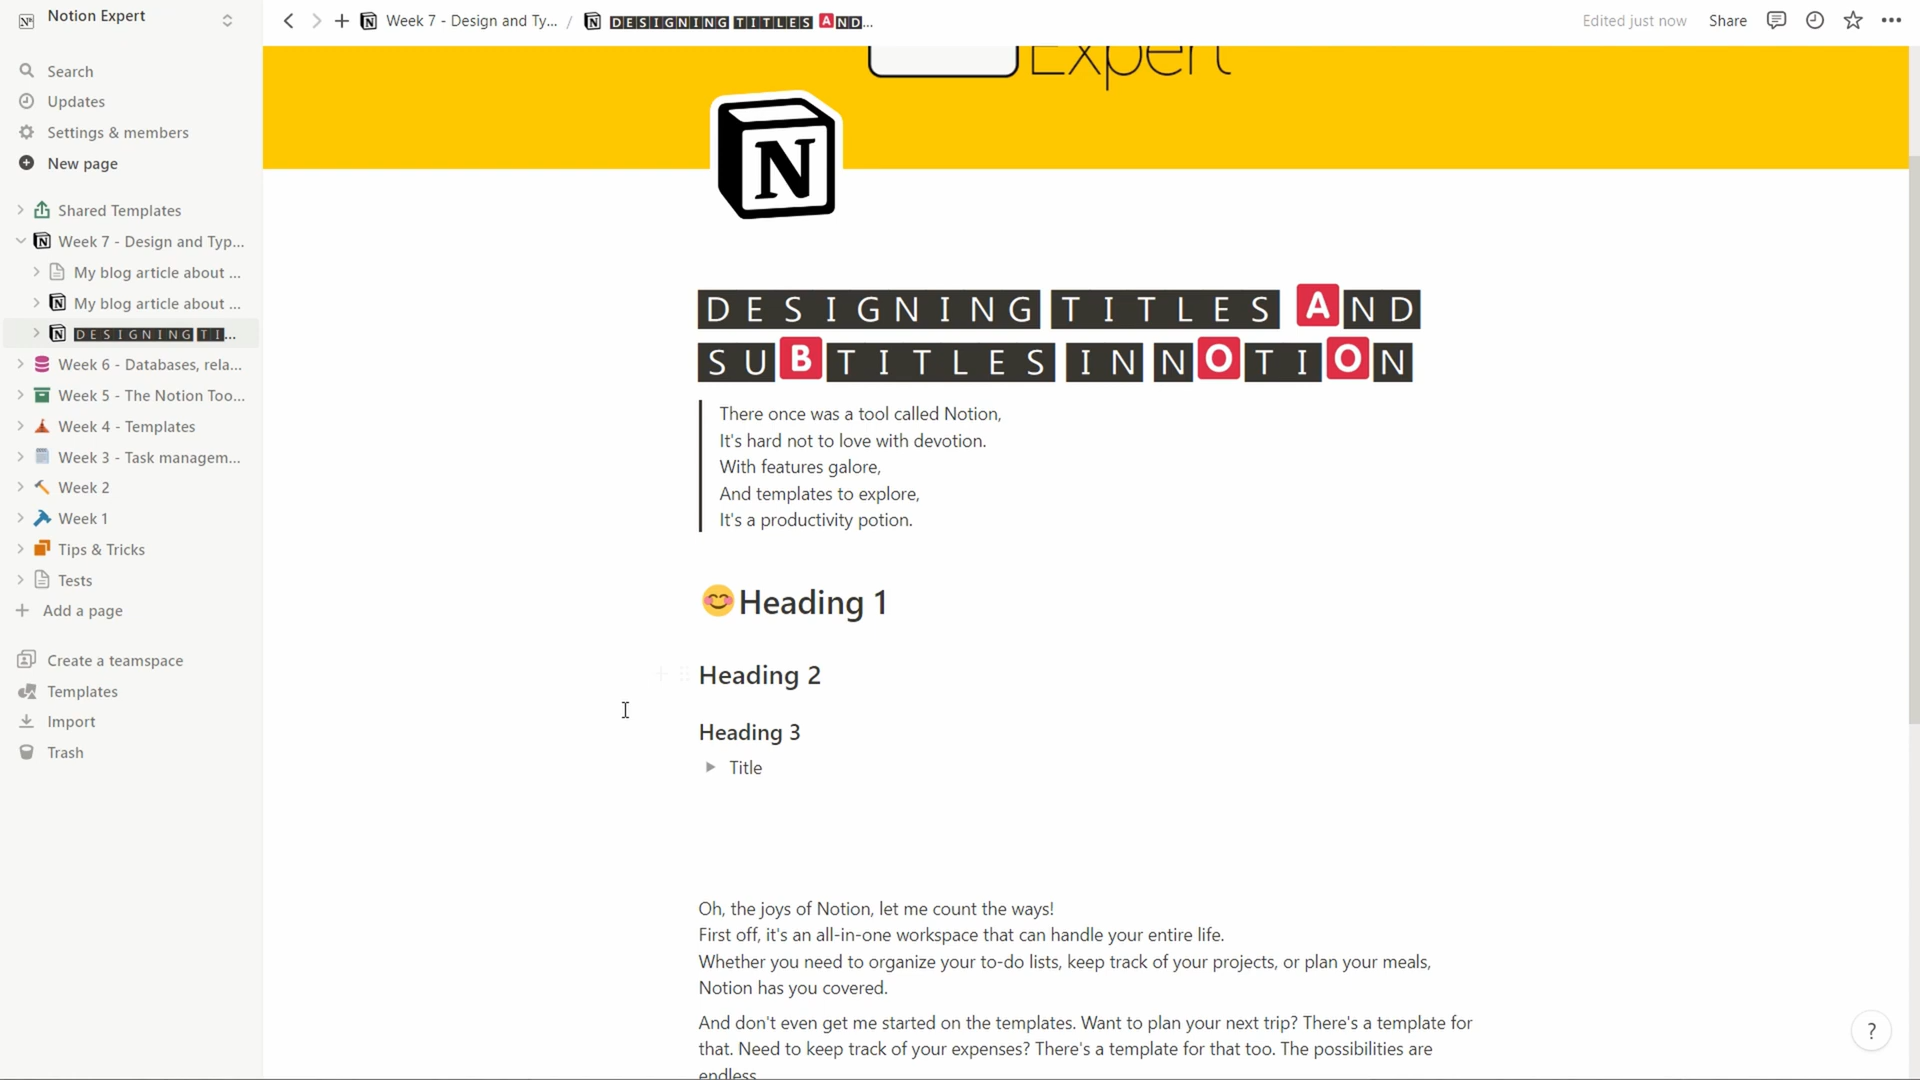 Notion Expert
Week 7 - Design and Ty... / DESIGNING TITLES AND...
Edited just now
Share
Search
Updates
Settings & members
New page
Shared Templates
Week 7 - Design and Typ...
My blog article about ...
My blog article about ...
DESIGNING TI...
Week 6 - Databases, rela...
Week 5 - The Notion Too...
Week 4 - Templates
Week 3 - Task managem...
Week 2
Week 1
Tips & Tricks
Tests
Add a page
Create a teamspace
Templates
Import
Trash
Expert
N
DESIGNING TITLES AND
SUBTITLES IN NOTION
There once was a tool called Notion,
It's hard not to love with devotion.
With features galore,
And templates to explore,
It's a productivity potion.
😊Heading 1
Heading 2
Heading 3
Title
Oh, the joys of Notion, let me count the ways!
First off, it's an all-in-one workspace that can handle your entire life.
Whether you need to organize your to-do lists, keep track of your projects, or plan your meals,
Notion has you covered.
And don't even get me started on the templates. Want to plan your next trip? There's a template for
that. Need to keep track of your expenses? There's a template for that too. The possibilities are
endless
?